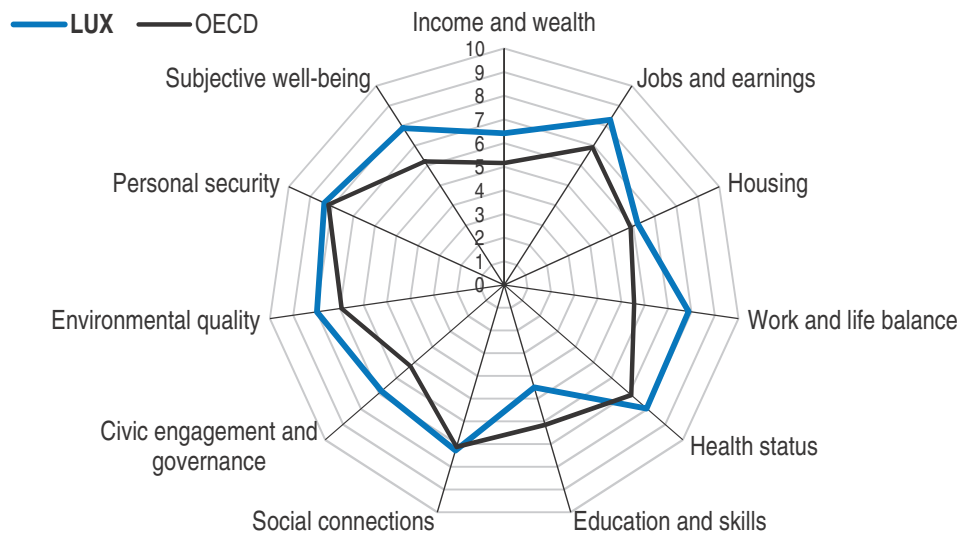 LUX
OECD
Income and wealth
10
9
8
7
6
5
4
3
2
1
0
Subjective well-being
Jobs and earnings
Personal security
Housing
Environmental quality
Work and life balance
Civic engagement and
governance
Health status
Social connections
Education and skills